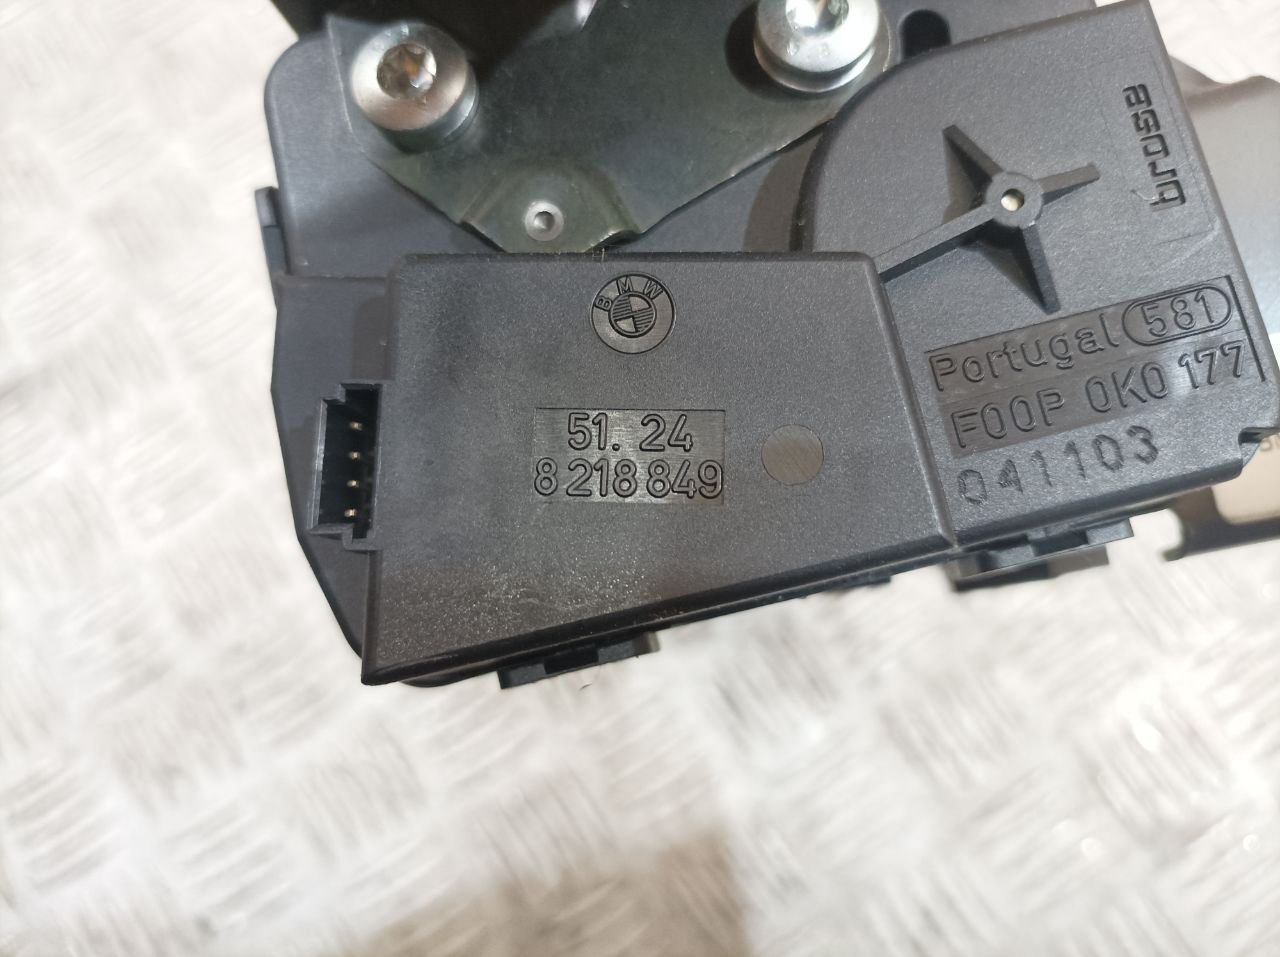 brose
BMW
Portugal 581
F00P 0K0 177
041103
51. 24
8 218 849